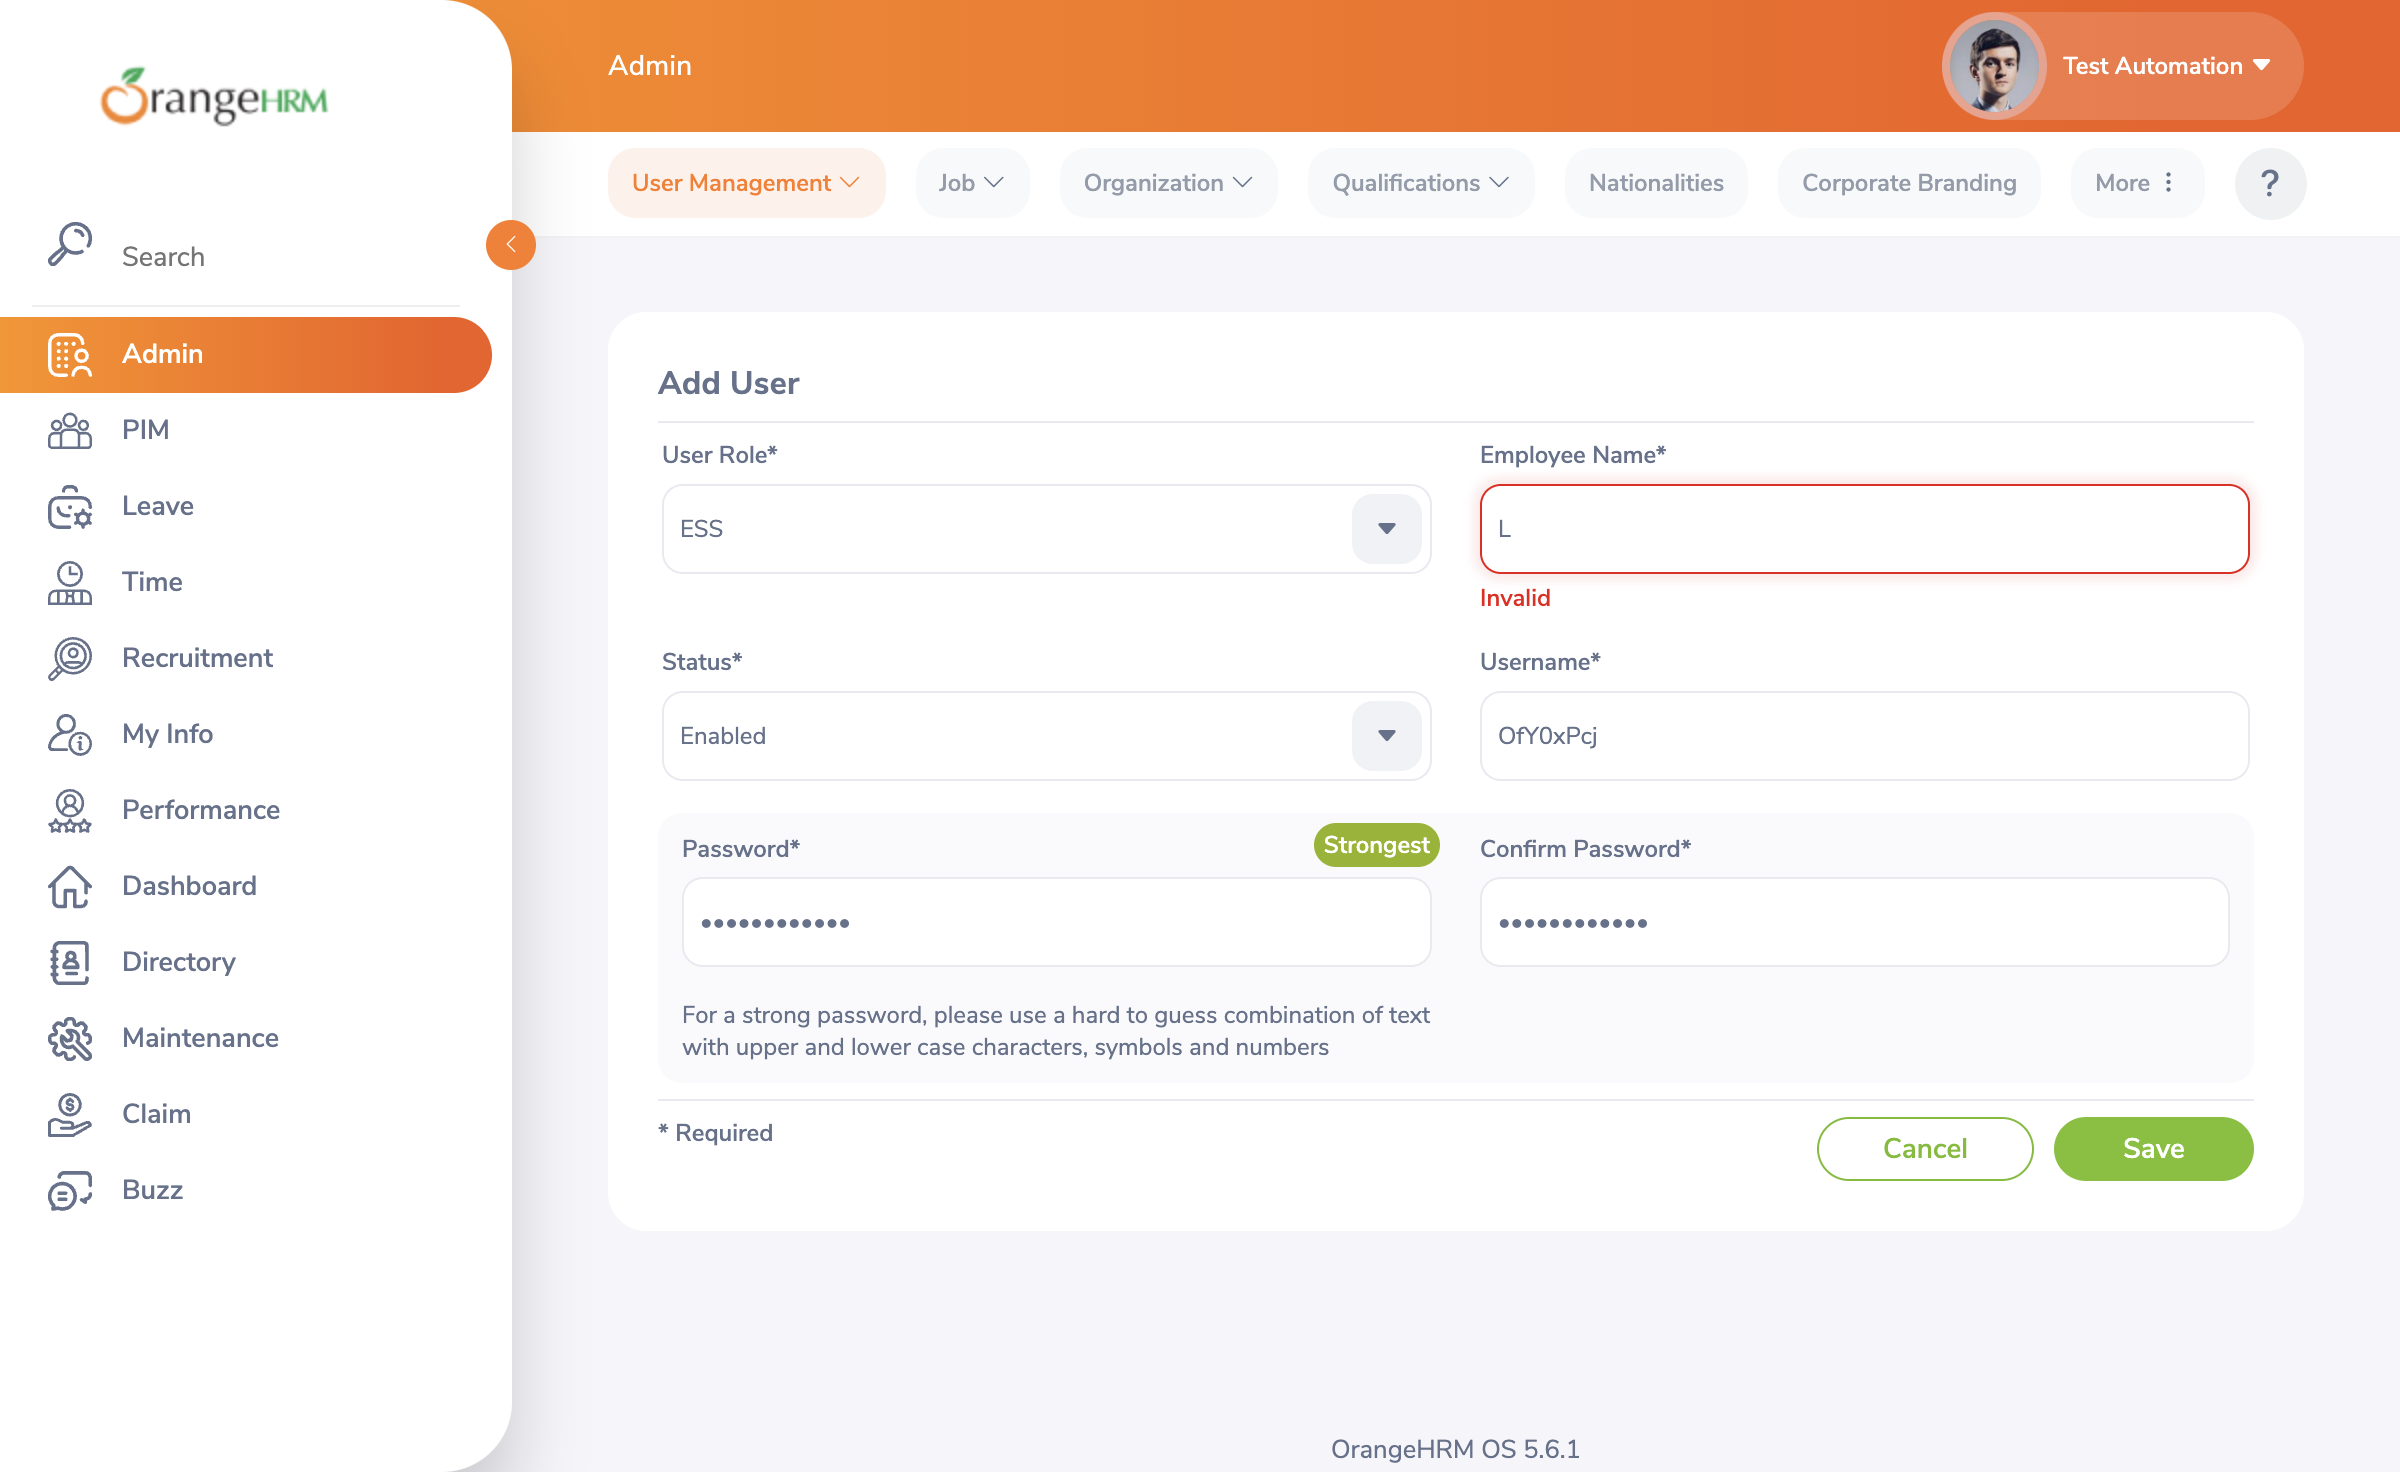 OrangeHRM
Admin
Test Automation
User Management
Job
Organization
Qualifications
Nationalities
Corporate Branding
More
?
Search
Admin
PIM
Leave
Time
Recruitment
My Info
Performance
Dashboard
Directory
Maintenance
Claim
Buzz
Add User
User Role*
Employee Name*
ESS
L
Invalid
Status*
Username*
Enabled
OfY0xPcj
Password*
Strongest
Confirm Password*
••••••••••••
••••••••••••
For a strong password, please use a hard to guess combination of text
with upper and lower case characters, symbols and numbers
* Required
Cancel
Save
OrangeHRM OS 5.6.1